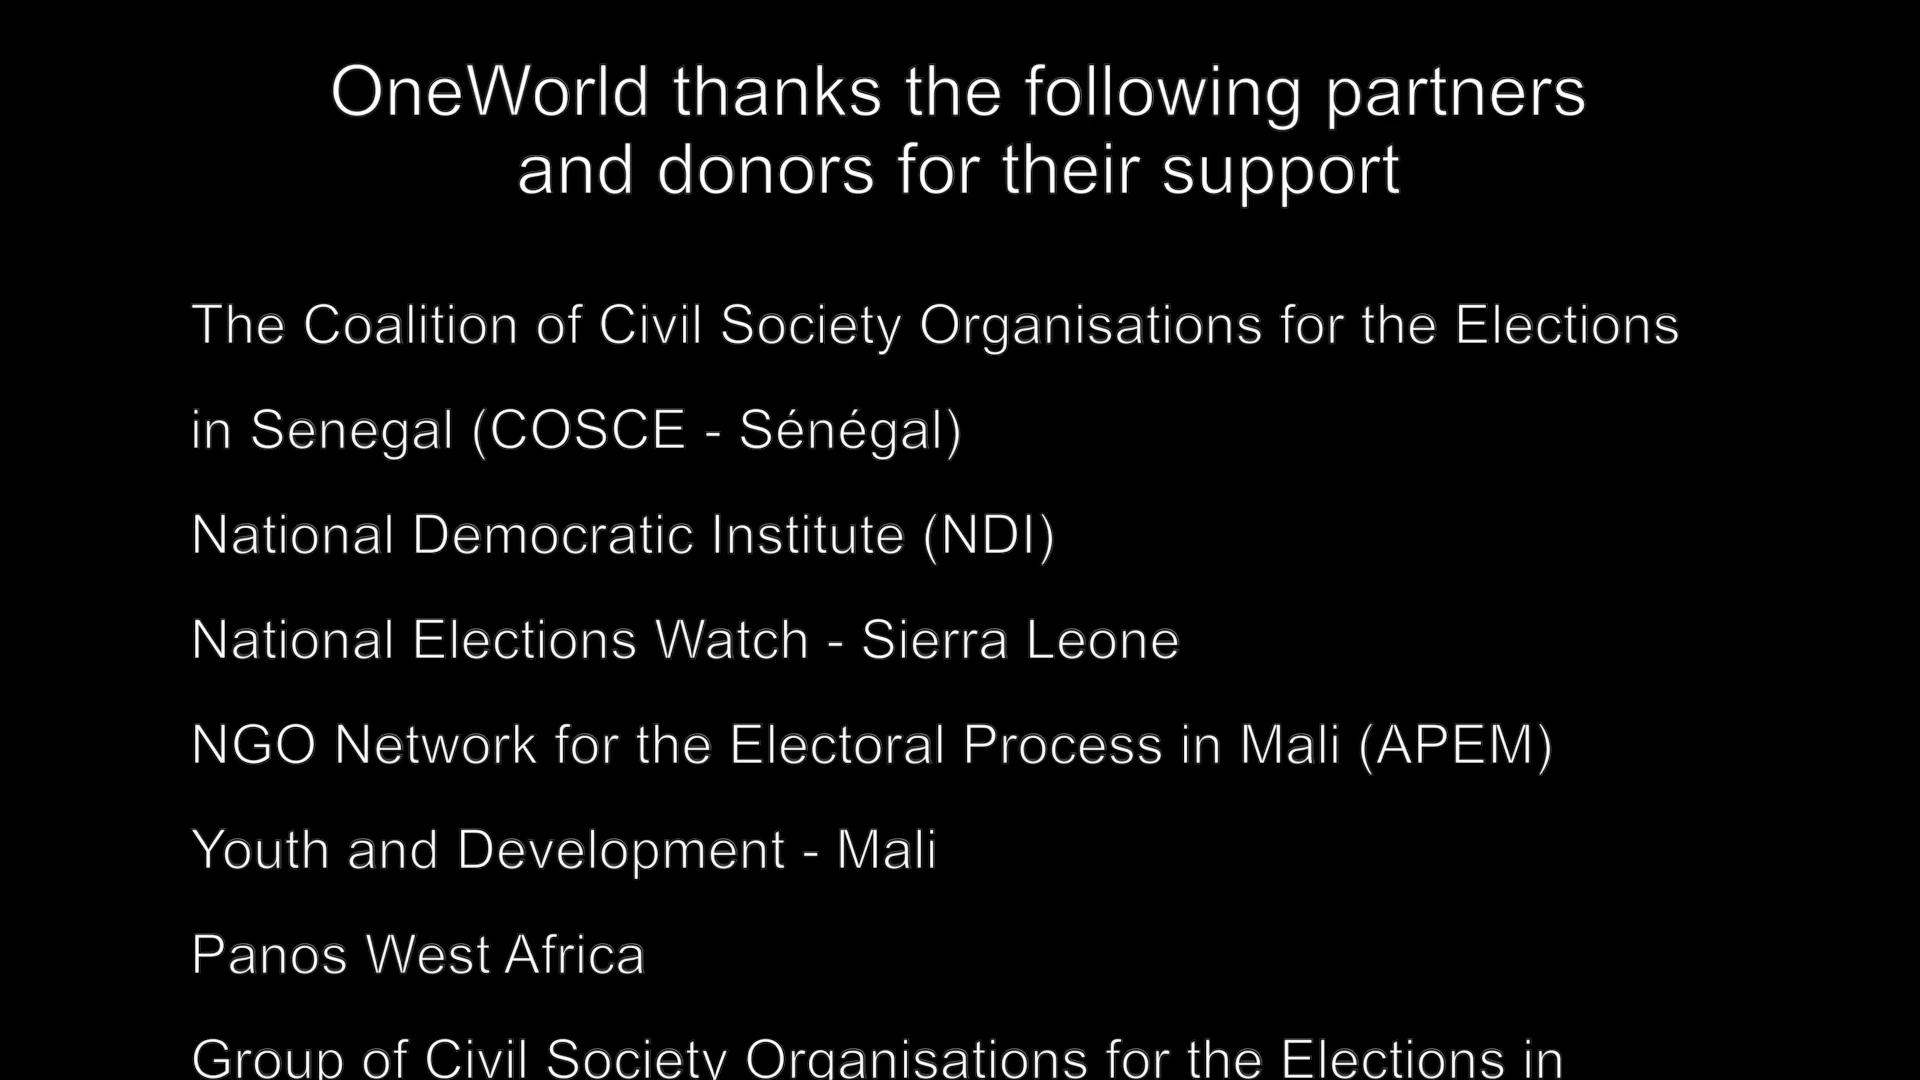 OneWorld thanks the following partners
and donors for their support
The Coalition of Civil Society Organisations for the Elections
in Senegal (COSCE - Sénégal)
National Democratic Institute (NDI)
National Elections Watch - Sierra Leone
NGO Network for the Electoral Process in Mali (APEM)
Youth and Development - Mali
Panos West Africa
Group of Civil Society Organisations for the Elections in